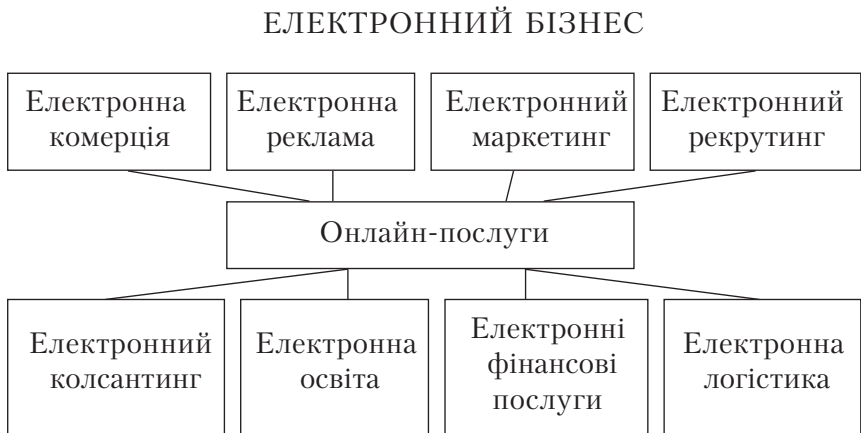 ЕЛЕКТРОННИЙ БІЗНЕС
Електронна
комерція
Електронна
реклама
Електронний
маркетинг
Електронний
рекрутинг
Онлайн-послуги
Електронний
колсантинг
Електронна
освіта
Електронні
фінансові
послуги
Електронна
логістика